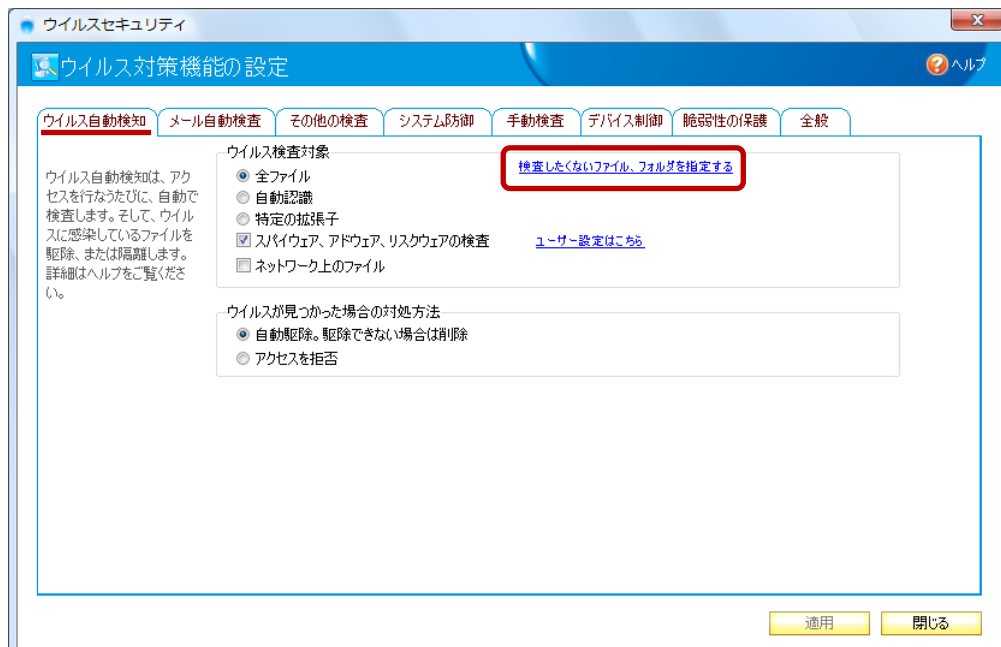 ウイルスセキュリティ
ウイルス対策機能の設定
ヘルプ
ウイルス自動検知
メール自動検査
その他の検査
システム防御
手動検査
デバイス制御
脆弱性の保護
全般
ウイルス自動検知は、アク
セスを行なうたびに、自動で
検査します。そして、ウイル
スに感染しているファイルを
駆除、または隔離します。
詳細はヘルプをご覧くださ
い。
ウイルス検査対象
検査したくないファイル、フォルダを指定する
全ファイル
自動認識
特定の拡張子
スパイウェア、アドウェア、リスクウェアの検査
ユーザー設定はこちら
ネットワーク上のファイル
ウイルスが見つかった場合の対処方法
自動駆除。駆除できない場合は削除
アクセスを拒否
適用
閉じる